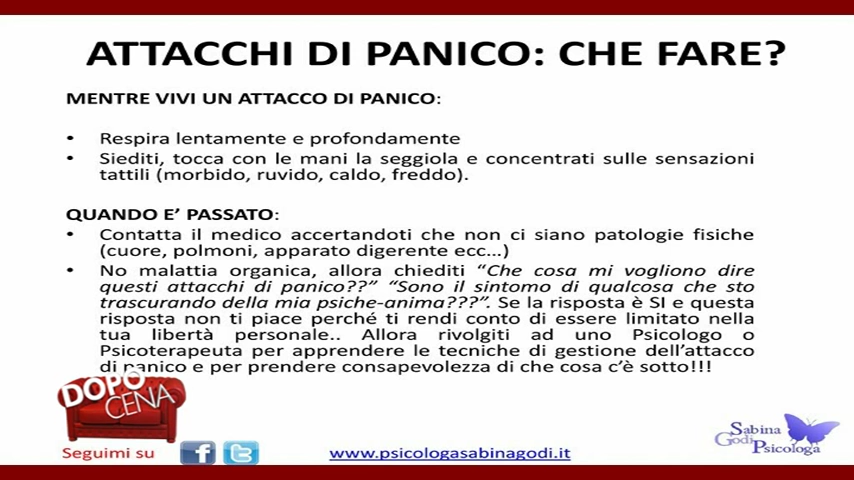 ATTACCHI DI PANICO: CHE FARE?
MENTRE VIVI UN ATTACCO DI PANICO:
• Respira lentamente e profondamente
• Siediti, tocca con le mani la seggiola e concentrati sulle sensazioni
tattili (morbido, ruvido, caldo, freddo).
QUANDO E’ PASSATO:
• Contatta il medico accertandoti che non ci siano patologie fisiche
(cuore, polmoni, apparato digerente ecc…)
• No malattia organica, allora chiediti “Che cosa mi vogliono dire
questi attacchi di panico??” “Sono il sintomo di qualcosa che sto
trascurando della mia psiche-anima???”. Se la risposta è SI e questa
risposta non ti piace perché ti rendi conto di essere limitato nella
tua libertà personale.. Allora rivolgiti ad uno Psicologo o
Psicoterapeuta per apprendere le tecniche di gestione dell’attacco
di panico e per prendere consapevolezza di che cosa c’è sotto!!!
DOPO
CENA
Seguimi su
www.psicologasabinagodi.it
Sabina
Godi Psicologa